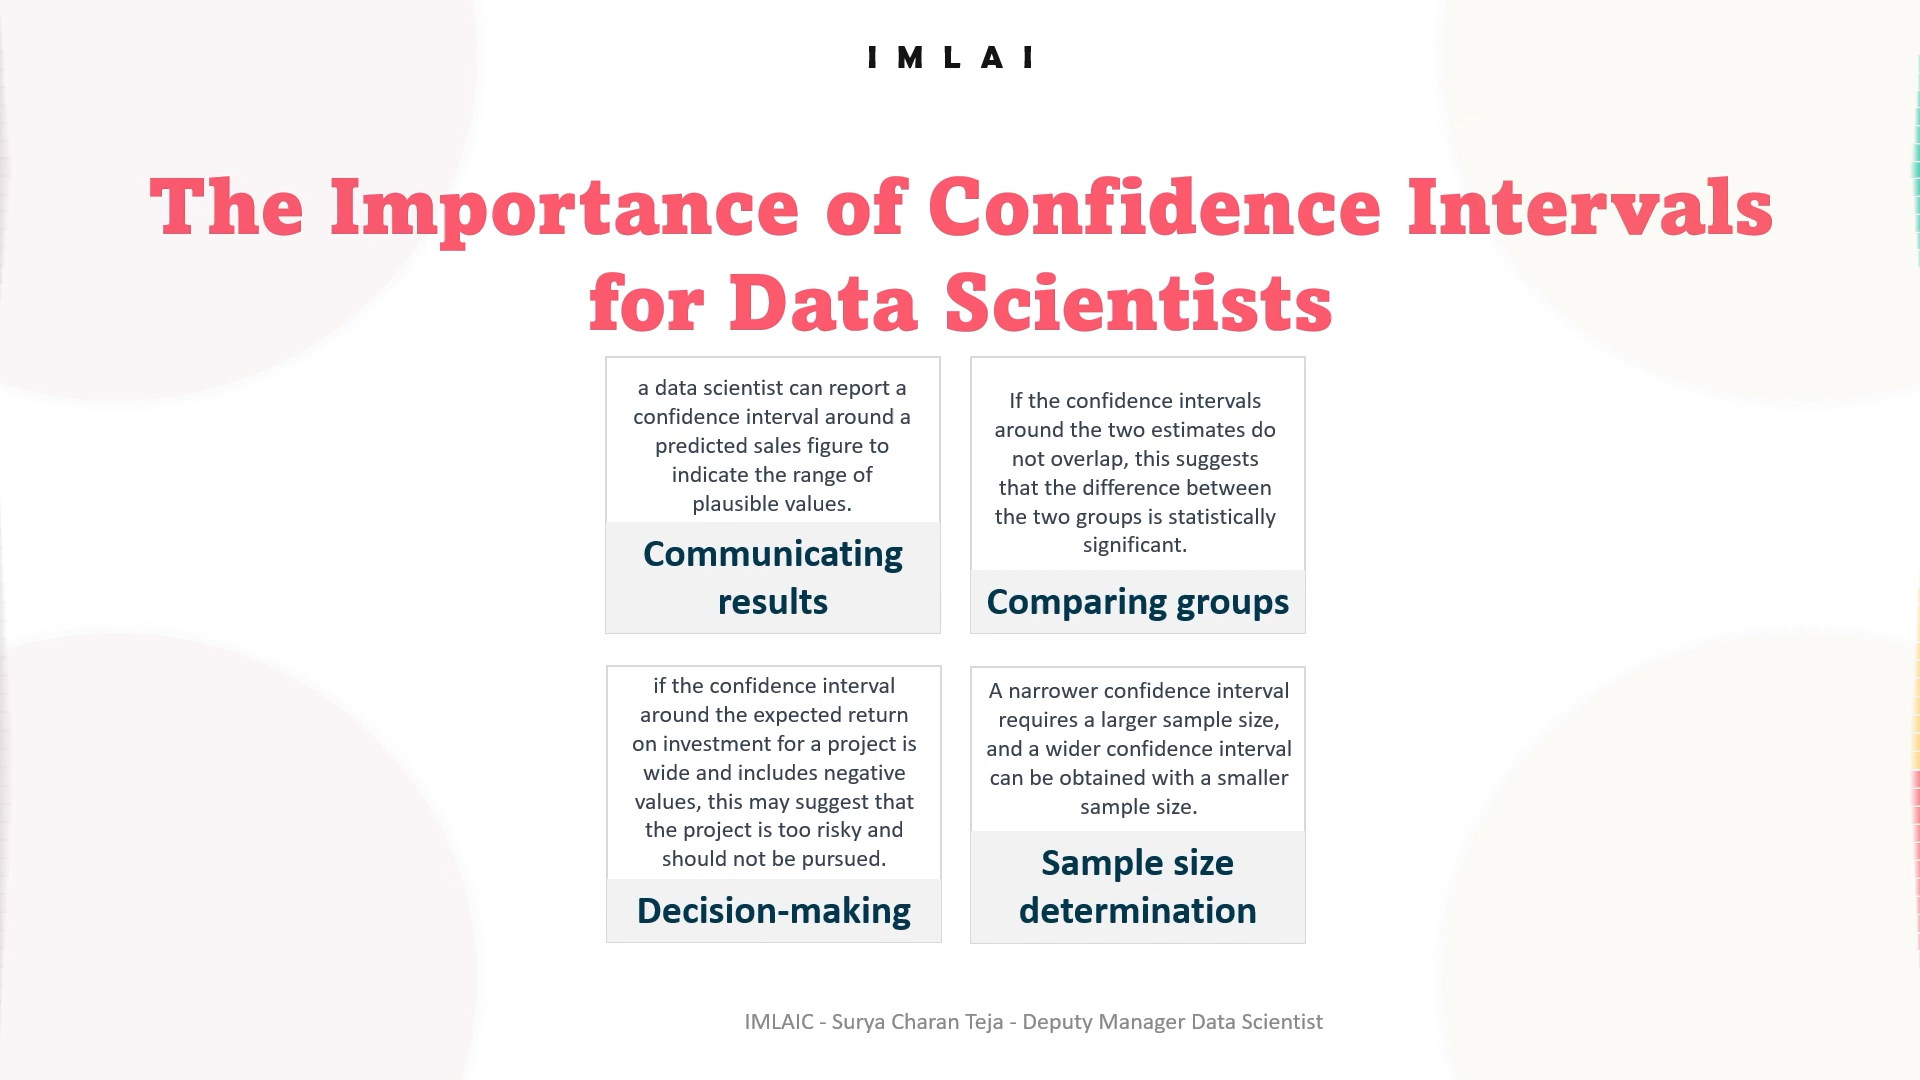 IMLAI
The Importance of Confidence Intervals
for Data Scientists
a data scientist can report a
confidence interval around a
predicted sales figure to
indicate the range of
plausible values.
Communicating
results
If the confidence intervals
around the two estimates do
not overlap, this suggests
that the difference between
the two groups is statistically
significant.
Comparing groups
if the confidence interval
around the expected return
on investment for a project is
wide and includes negative
values, this may suggest that
the project is too risky and
should not be pursued.
Decision-making
A narrower confidence interval
requires a larger sample size,
and a wider confidence interval
can be obtained with a smaller
sample size.
Sample size
determination
IMLAIC - Surya Charan Teja - Deputy Manager Data Scientist